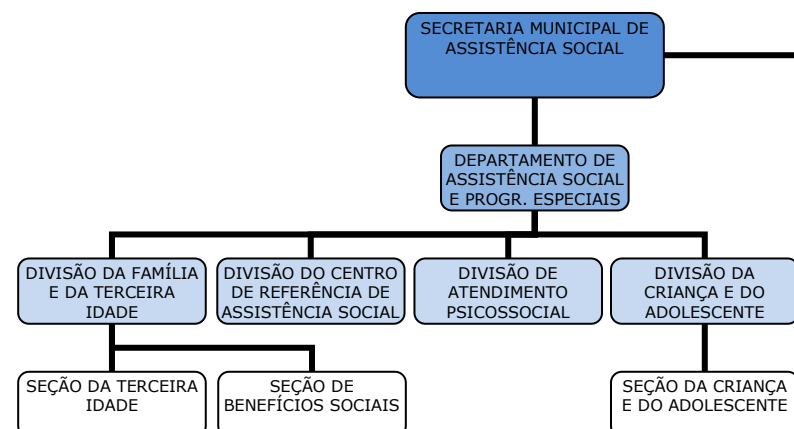 SECRETARIA MUNICIPAL DE
ASSISTÊNCIA SOCIAL
DEPARTAMENTO DE
ASSISTÊNCIA SOCIAL
E PROGR. ESPECIAIS
DIVISÃO DA FAMÍLIA
E DA TERCEIRA
IDADE
DIVISÃO DO CENTRO
DE REFERÊNCIA DE
ASSISTÊNCIA SOCIAL
DIVISÃO DE
ATENDIMENTO
PSICOSSOCIAL
DIVISÃO DA
CRIANÇA E DO
ADOLESCENTE
SEÇÃO DA TERCEIRA
IDADE
SEÇÃO DE
BENEFÍCIOS SOCIAIS
SEÇÃO DA CRIANÇA
E DO ADOLESCENTE